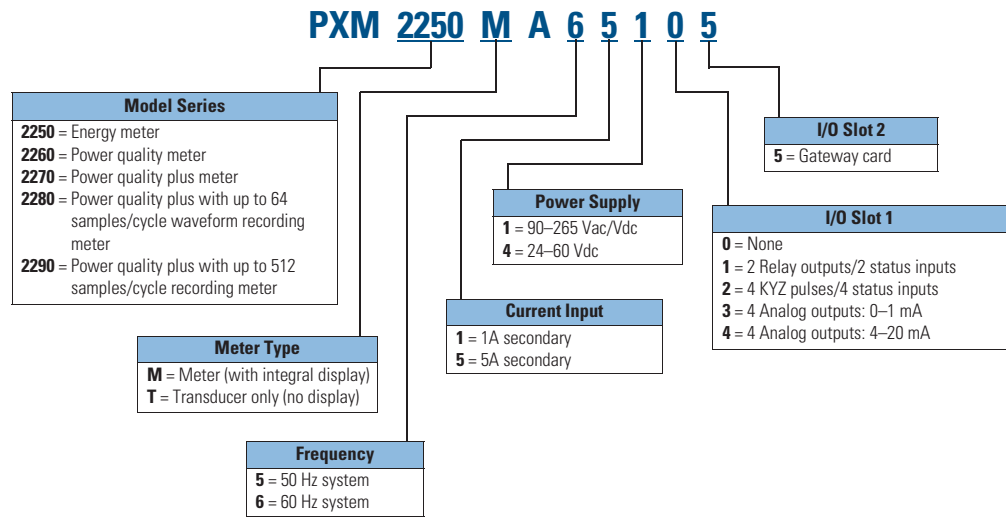 PXM 2250 M A 6 5 1 0 5
Model Series
2250 = Energy meter
2260 = Power quality meter
2270 = Power quality plus meter
2280 = Power quality plus with up to 64
samples/cycle waveform recording
meter
2290 = Power quality plus with up to 512
samples/cycle recording meter
Meter Type
M = Meter (with integral display)
T = Transducer only (no display)
Frequency
5 = 50 Hz system
6 = 60 Hz system
Current Input
1 = 1A secondary
5 = 5A secondary
Power Supply
1 = 90–265 Vac/Vdc
4 = 24–60 Vdc
I/O Slot 1
0 = None
1 = 2 Relay outputs/2 status inputs
2 = 4 KYZ pulses/4 status inputs
3 = 4 Analog outputs: 0–1 mA
4 = 4 Analog outputs: 4–20 mA
I/O Slot 2
5 = Gateway card